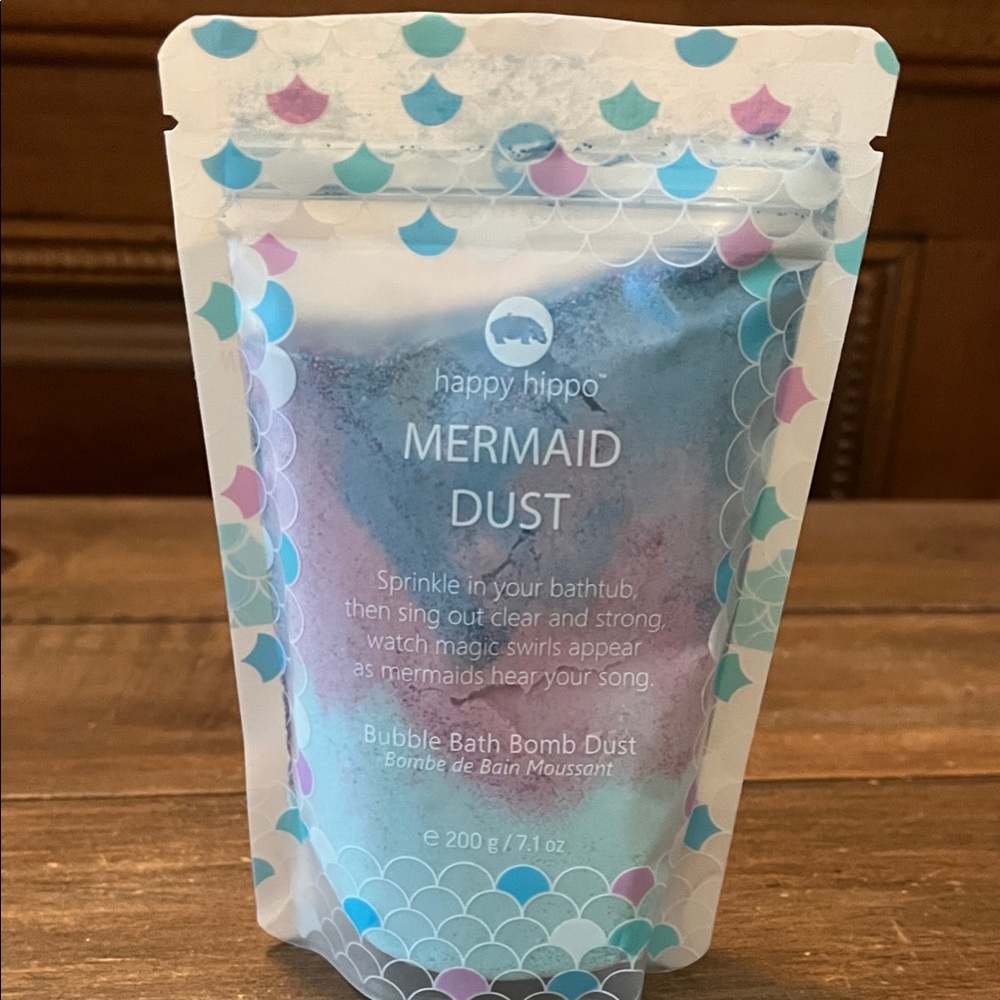 happy hippo™
MERMAID
DUST
Sprinkle in your bathtub,
then sing out clear and strong,
watch magic swirls appear
as mermaids hear your song.
Bubble Bath Bomb Dust
Bombe de Bain Moussant
℮ 200 g / 7.1 oz